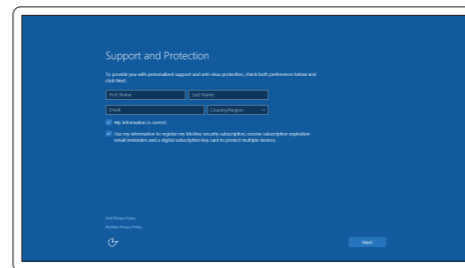 Support and Protection
To provide you with personalized support and anti-virus protection, check both preferences below and
click Next.
First Name
Last Name
Email
Country/Region
My information is correct.
Use my information to register my McAfee security subscription, receive subscription expiration
email reminders and a digital subscription key card to protect multiple devices.
Dell Privacy Policy
McAfee Privacy Policy
Next